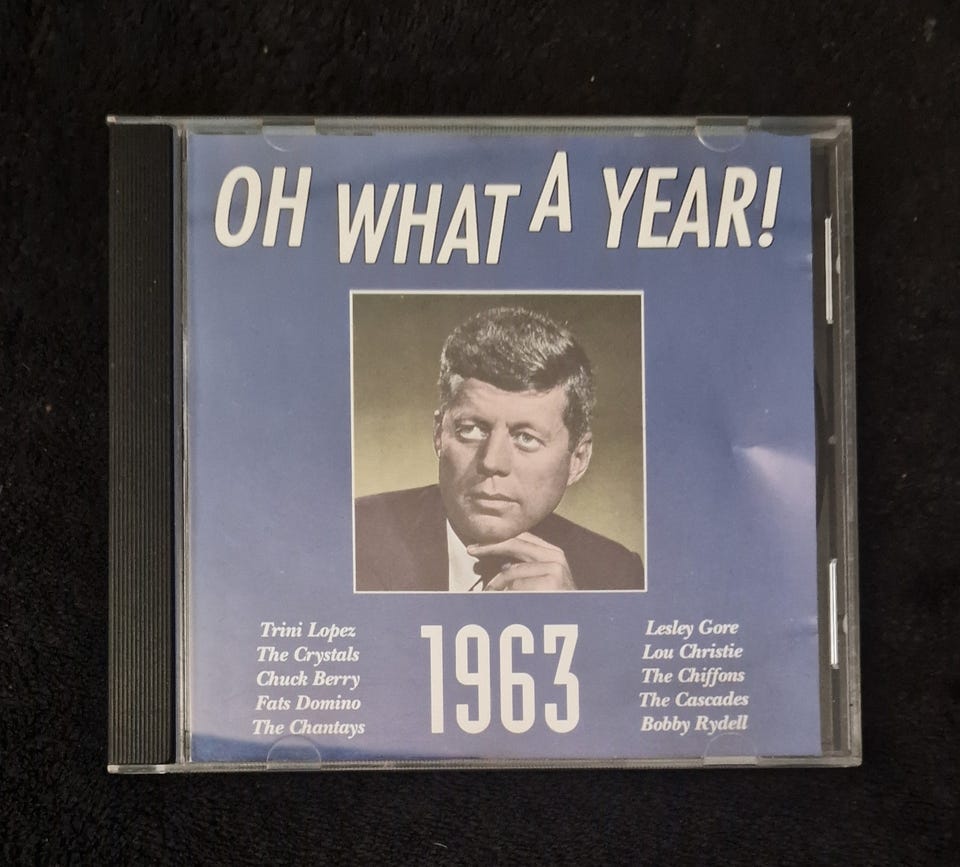 OH WHAT A YEAR!
Trini Lopez
The Crystals
Chuck Berry
Fats Domino
The Chantays
1963
Lesley Gore
Lou Christie
The Chiffons
The Cascades
Bobby Rydell